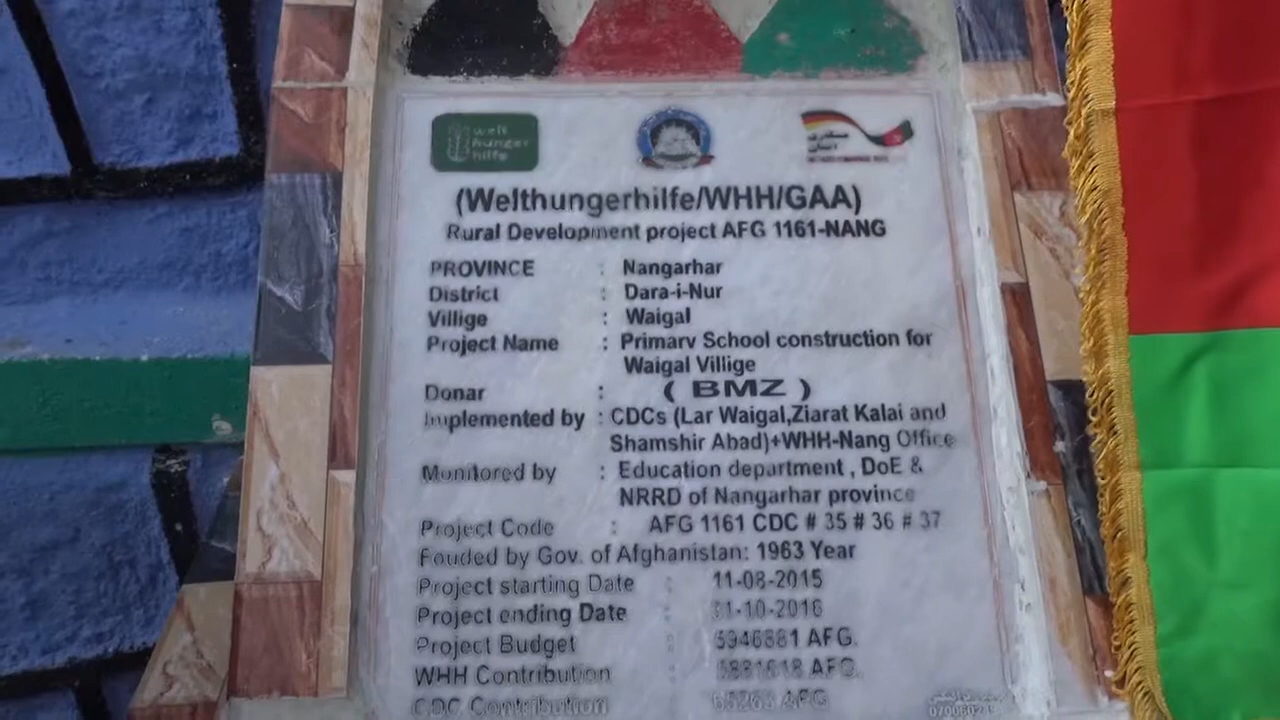 welt
hunger
hilfe
(Welthungerhilfe/WHH/GAA)
Rural Development project AFG 1161-NANG
PROVINCE : Nangarhar
District : Dara-i-Nur
Villige : Waigal
Project Name : Primary School construction for
Waigal Villige
Donar : ( BMZ )
Implemented by : CDCs (Lar Waigal,Ziarat Kalai and
Shamshir Abad)+WHH-Nang Office
Monitored by : Education department , DoE &
NRRD of Nangarhar province
Project Code : AFG 1161 CDC # 35 # 36 # 37
Fouded by Gov. of Afghanistan: 1963 Year
Project starting Date : 11-08-2015
Project ending Date : 31-10-2016
Project Budget : 5946881 AFG.
WHH Contribution : 5881618 AFG.
CDC Contribution : 65263 AFG